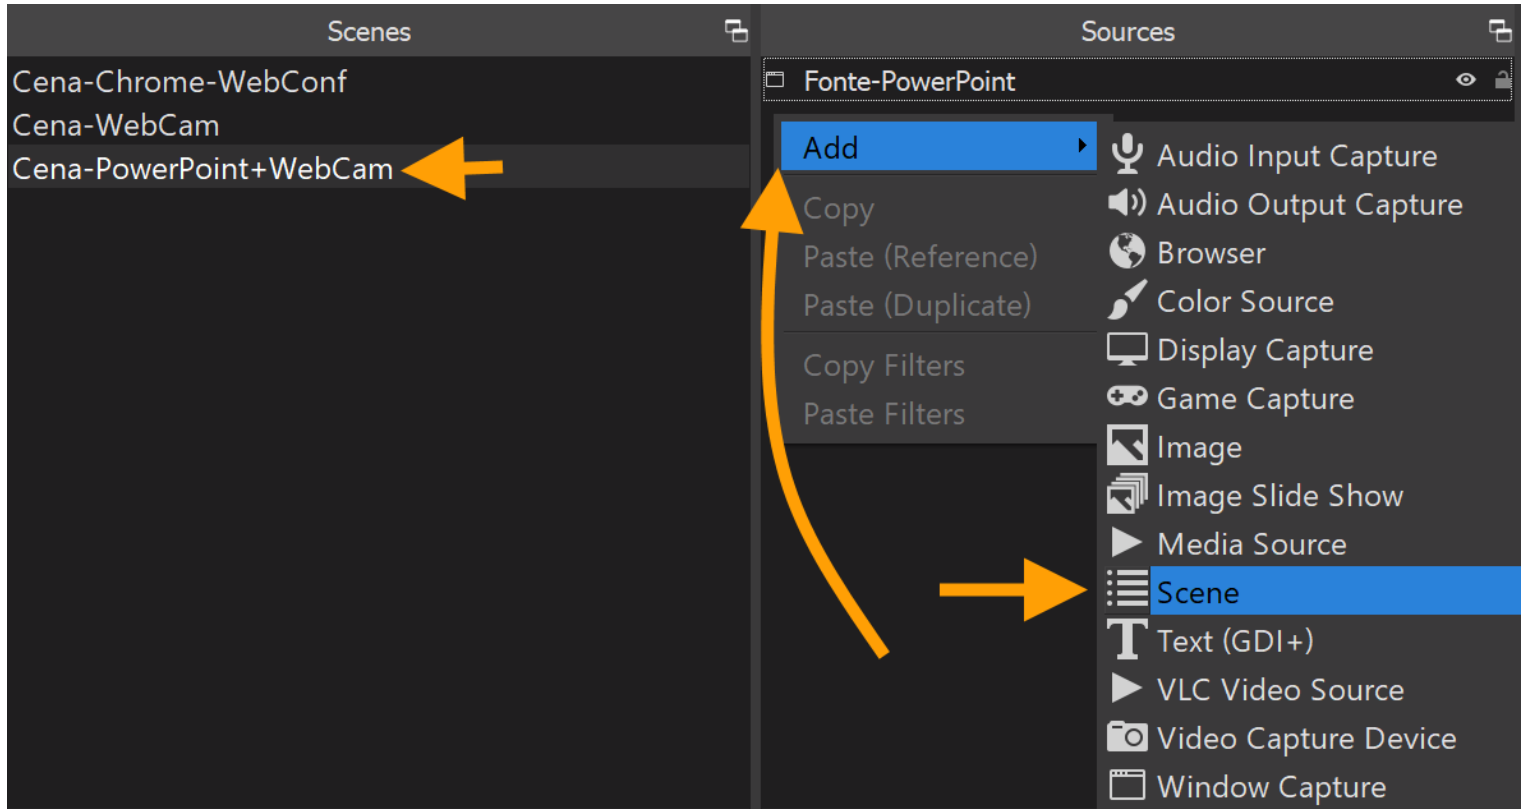 Scenes
Cena-Chrome-WebConf
Cena-WebCam
Cena-PowerPoint+WebCam
Sources
Fonte-PowerPoint
Add
Copy
Paste (Reference)
Paste (Duplicate)
Copy Filters
Paste Filters
Audio Input Capture
Audio Output Capture
Browser
Color Source
Display Capture
Game Capture
Image
Image Slide Show
Media Source
Scene
Text (GDI+)
VLC Video Source
Video Capture Device
Window Capture